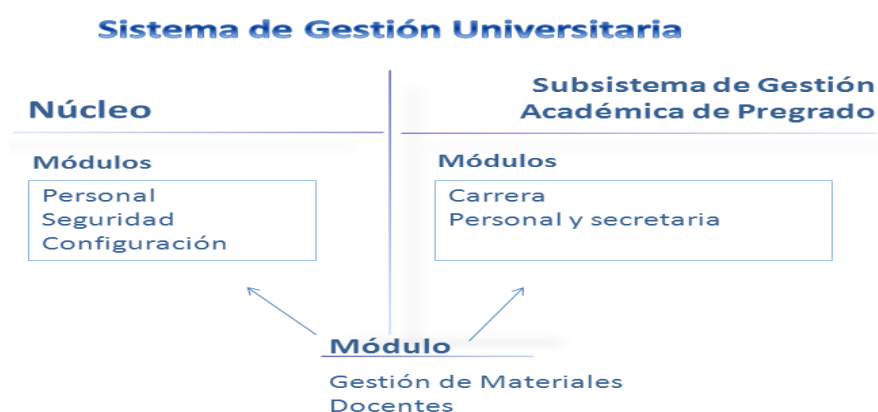 Sistema de Gestión Universitaria
Núcleo
Módulos
Personal
Seguridad
Configuración
Subsistema de Gestión
Académica de Pregrado
Módulos
Carrera
Personal y secretaria
Módulo
Gestión de Materiales
Docentes